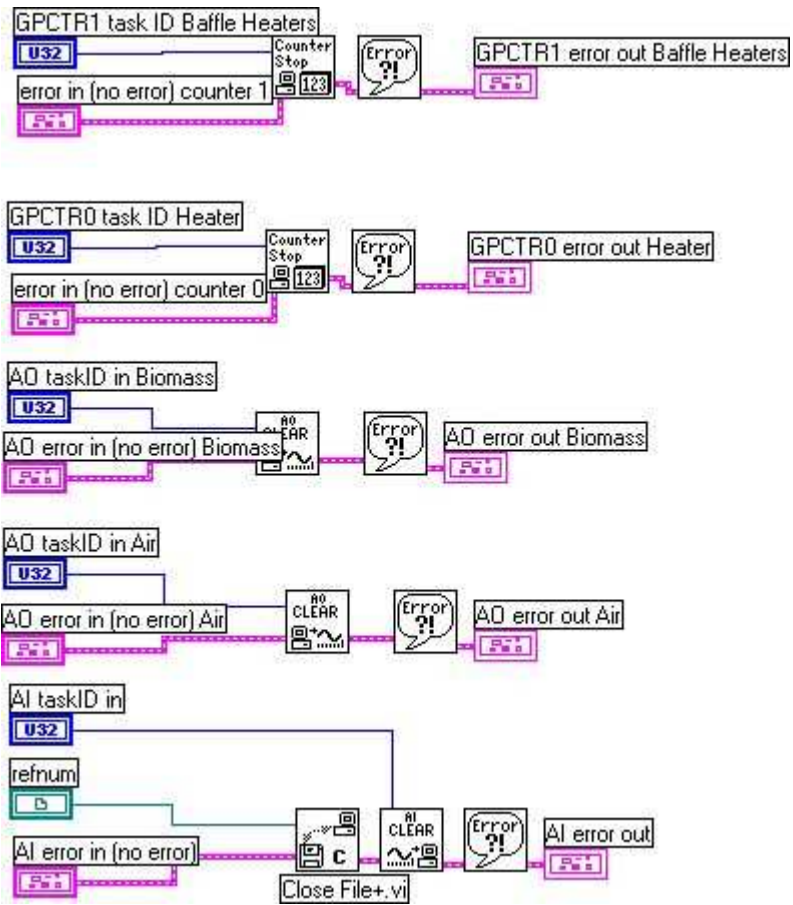 GPCTR1 task ID Baffle Heaters
U32
Counter
Stop
123
Error
?!
GPCTR1 error out Baffle Heaters
error in (no error) counter 1
GPCTR0 task ID Heater
U32
Counter
Stop
123
Error
?!
GPCTR0 error out Heater
error in (no error) counter 0
AO taskID in Biomass
U32
AO
CLEAR
Error
?!
AO error out Biomass
AO error in (no error) Biomass
AO taskID in Air
U32
AO
CLEAR
Error
?!
AO error out Air
AO error in (no error) Air
AI taskID in
U32
refnum
AI
CLEAR
Error
?!
AI error out
AI error in (no error)
C
Close File+.vi